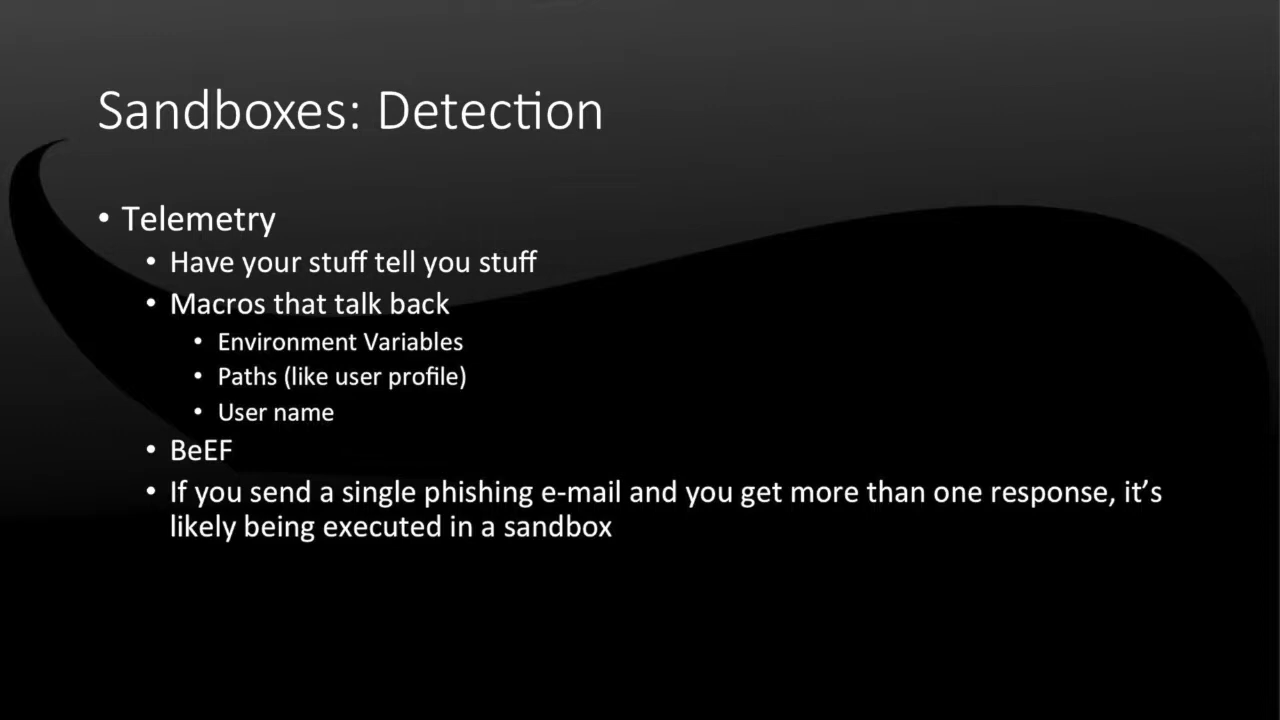 Sandboxes: Detection
• Telemetry
• Have your stuff tell you stuff
• Macros that talk back
• Environment Variables
• Paths (like user profile)
• User name
• BeEF
• If you send a single phishing e-mail and you get more than one response, it’s
likely being executed in a sandbox